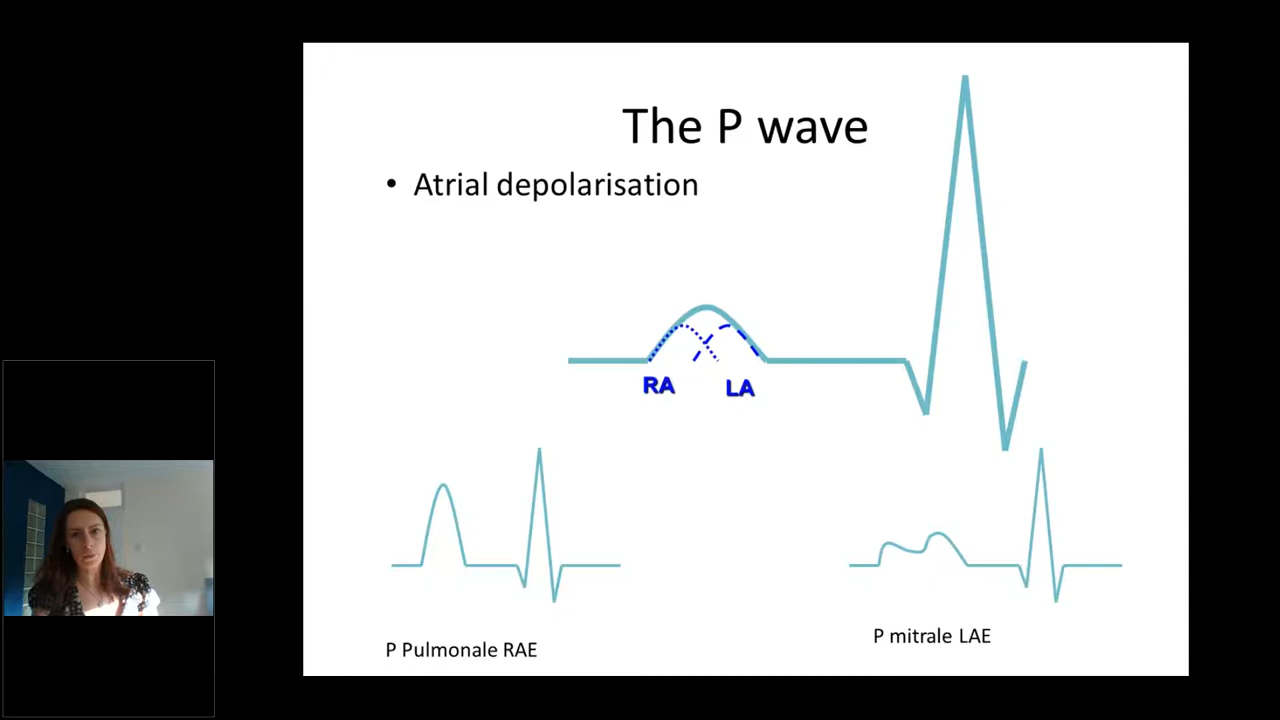 The P wave
• Atrial depolarisation
RA LA
P Pulmonale RAE
P mitrale LAE